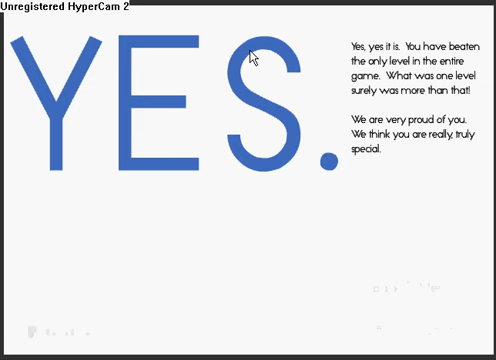 Unregistered HyperCam 2
YES.
Yes, yes it is. You have beaten
the only level in the entire
game. What was one level
surely was more than that!
We are very proud of you.
We think you are really, truly
special.